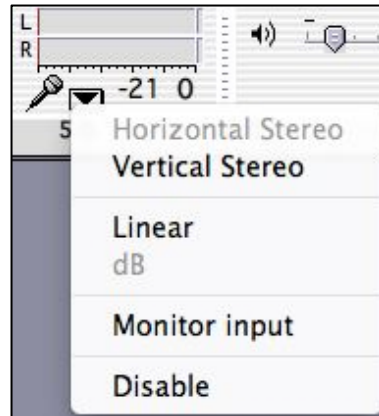 L
R
-21 0
5
Horizontal Stereo
Vertical Stereo
Linear
dB
Monitor input
Disable